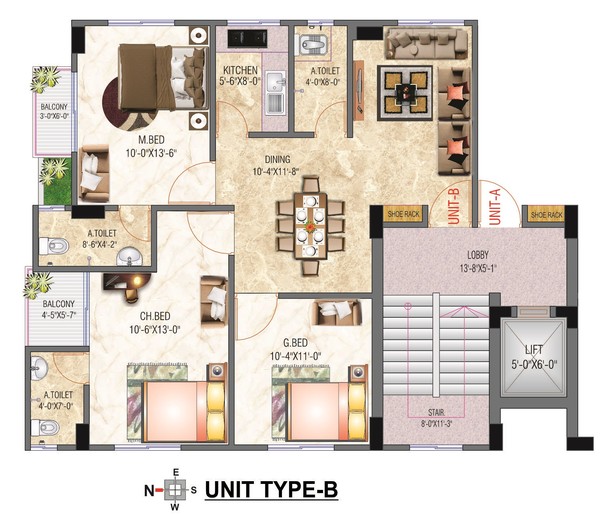 KITCHEN
5'-6"X8'-0"
A.TOILET
4'-0"X8'-0"
BALCONY
3'-0"X6'-0"
M.BED
10'-0"X13'-6"
DINING
10'-4"X11'-8"
UNIT-B
UNIT-A
SHOE RACK
SHOE RACK
A.TOILET
8'-6"X4'-2"
LOBBY
13'-8"X5'-1"
BALCONY
4'-5"X5'-7"
CH.BED
10'-6"X13'-0"
G.BED
10'-4"X11'-0"
LIFT
5'-0"X6'-0"
A.TOILET
4'-0"X7'-0"
STAIR.
8'-0"X11'-3"
E
N
S
W
UNIT TYPE-B